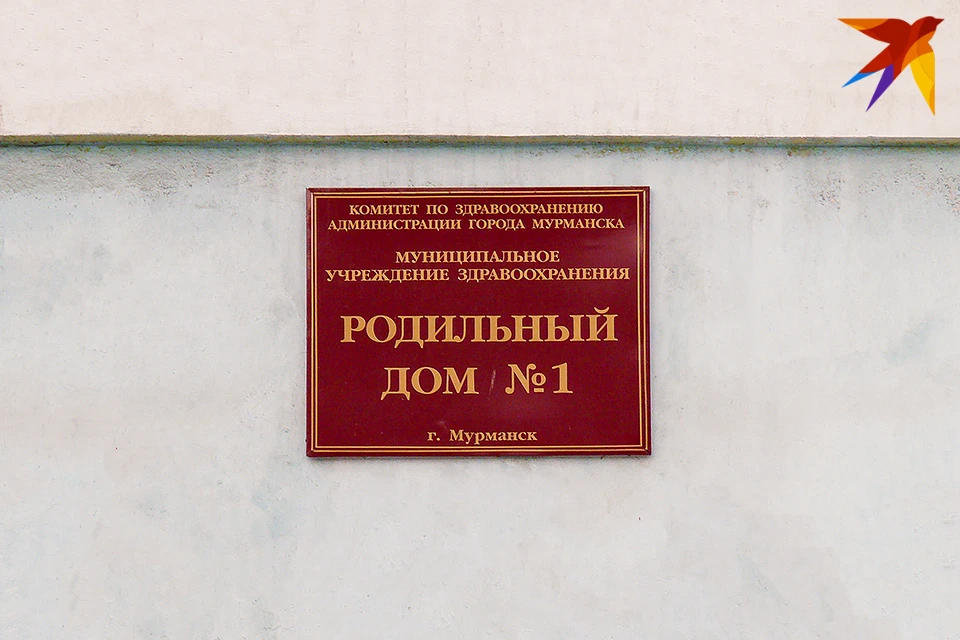 КОМИТЕТ ПО ЗДРАВООХРАНЕНИЮ
АДМИНИСТРАЦИИ ГОРОДА МУРМАНСКА
МУНИЦИПАЛЬНОЕ
УЧРЕЖДЕНИЕ ЗДРАВООХРАНЕНИЯ
РОДИЛЬНЫЙ
ДОМ №1
г. Мурманск